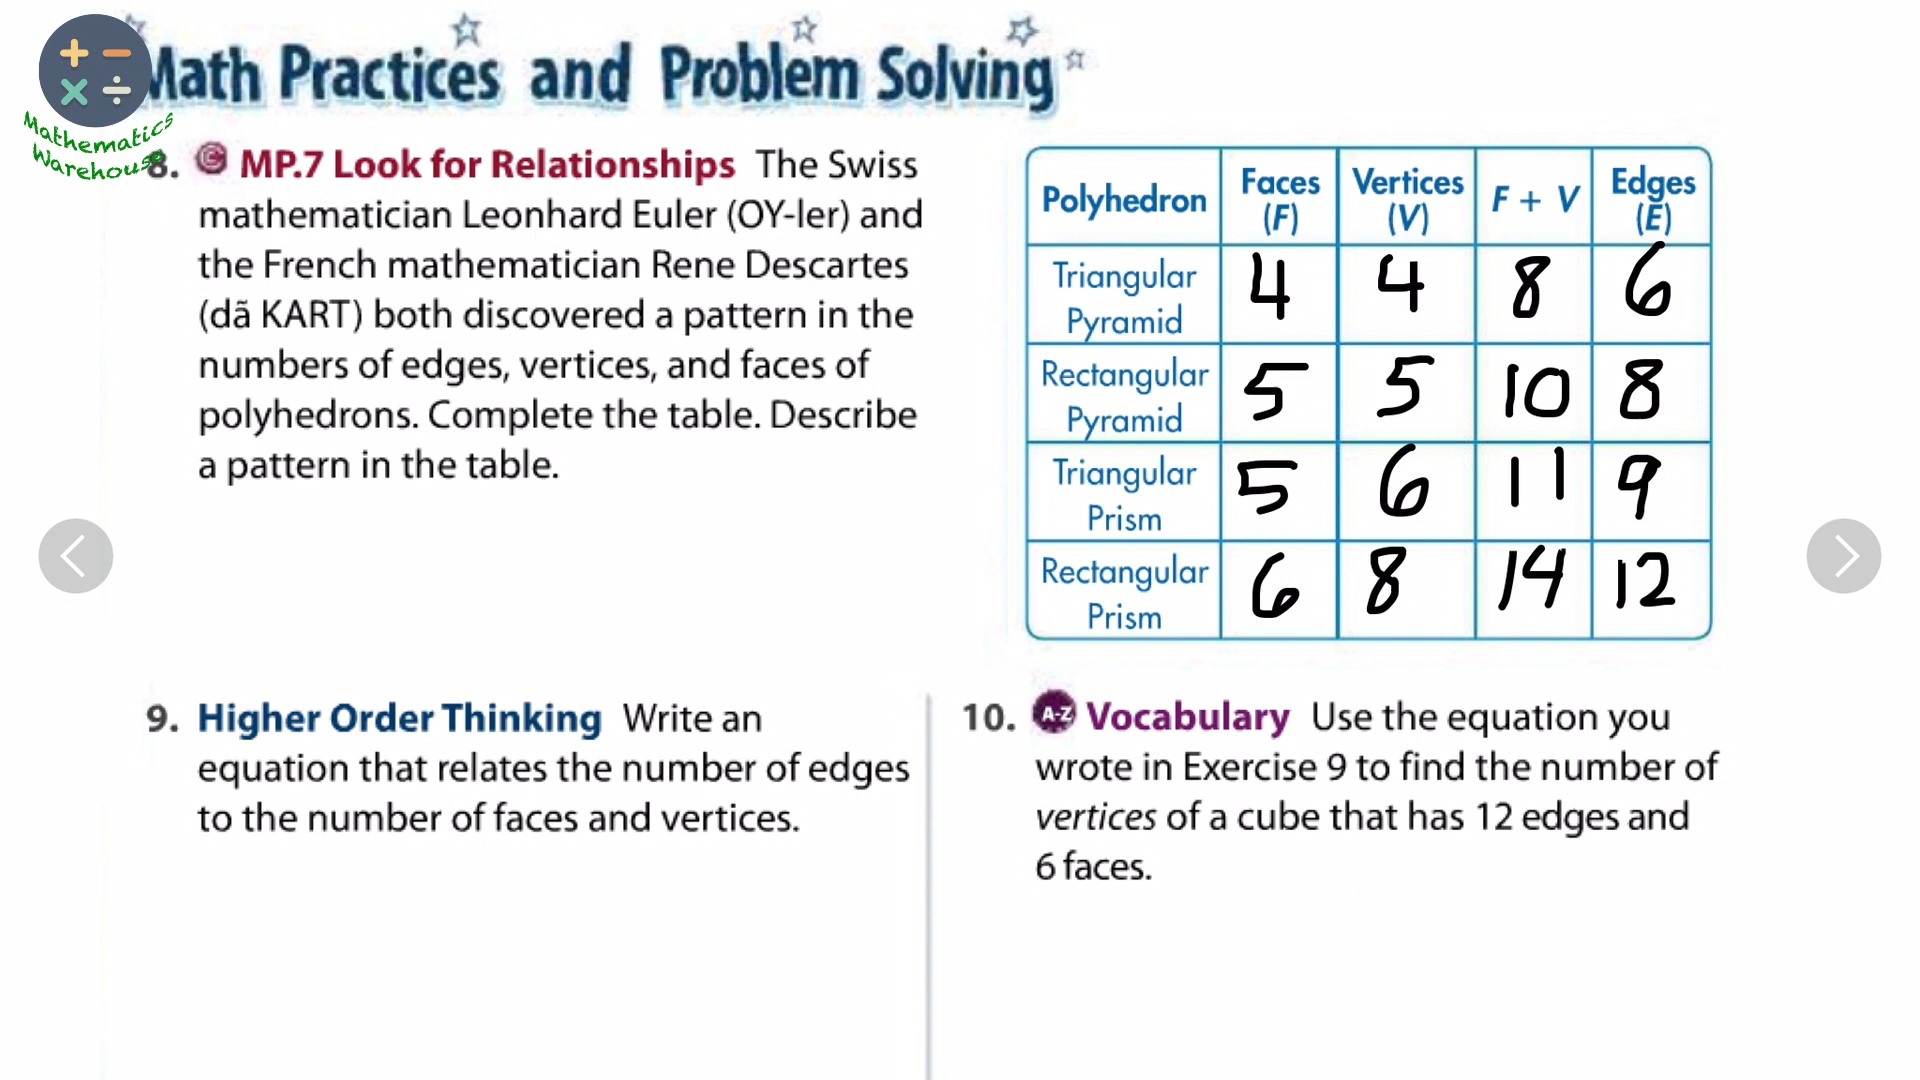 Math Practices and Problem Solving
Mathematics
Warehouse
8. MP.7 Look for Relationships The Swiss
mathematician Leonhard Euler (OY-ler) and
the French mathematician Rene Descartes
(dã KART) both discovered a pattern in the
numbers of edges, vertices, and faces of
polyhedrons. Complete the table. Describe
a pattern in the table.
Polyhedron Faces (F) Vertices (V) F + V Edges (E)
Triangular Pyramid 4 4 8 6
Rectangular Pyramid 5 5 10 8
Triangular Prism 5 6 11 9
Rectangular Prism 6 8 14 12
9. Higher Order Thinking Write an
equation that relates the number of edges
to the number of faces and vertices.
10. A-Z Vocabulary Use the equation you
wrote in Exercise 9 to find the number of
vertices of a cube that has 12 edges and
6 faces.